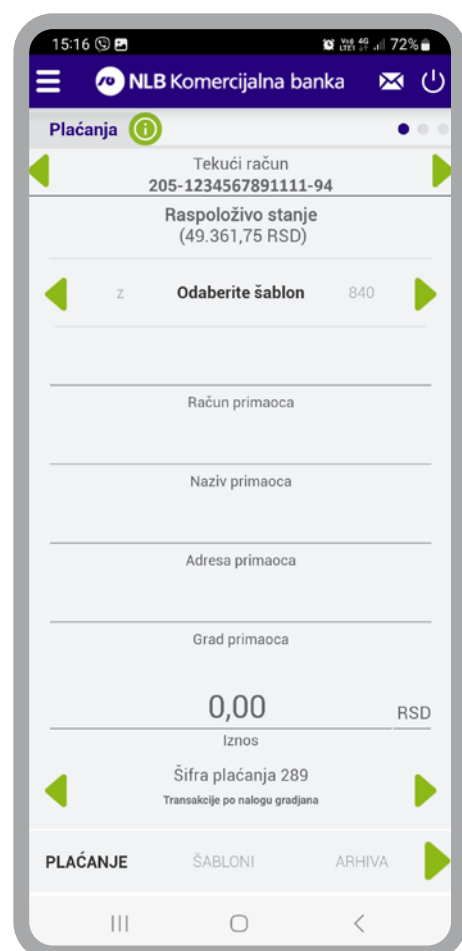 15:16 72%
NLB Komercijalna banka
Plaćanja i
Tekući račun
205-1234567891111-94
Raspoloživo stanje
(49.361,75 RSD)
z Odaberite šablon 840
Račun primaoca
Naziv primaoca
Adresa primaoca
Grad primaoca
0,00 RSD
Iznos
Šifra plaćanja 289
Transakcije po nalogu gradjana
PLAĆANJE ŠABLONI ARHIVA